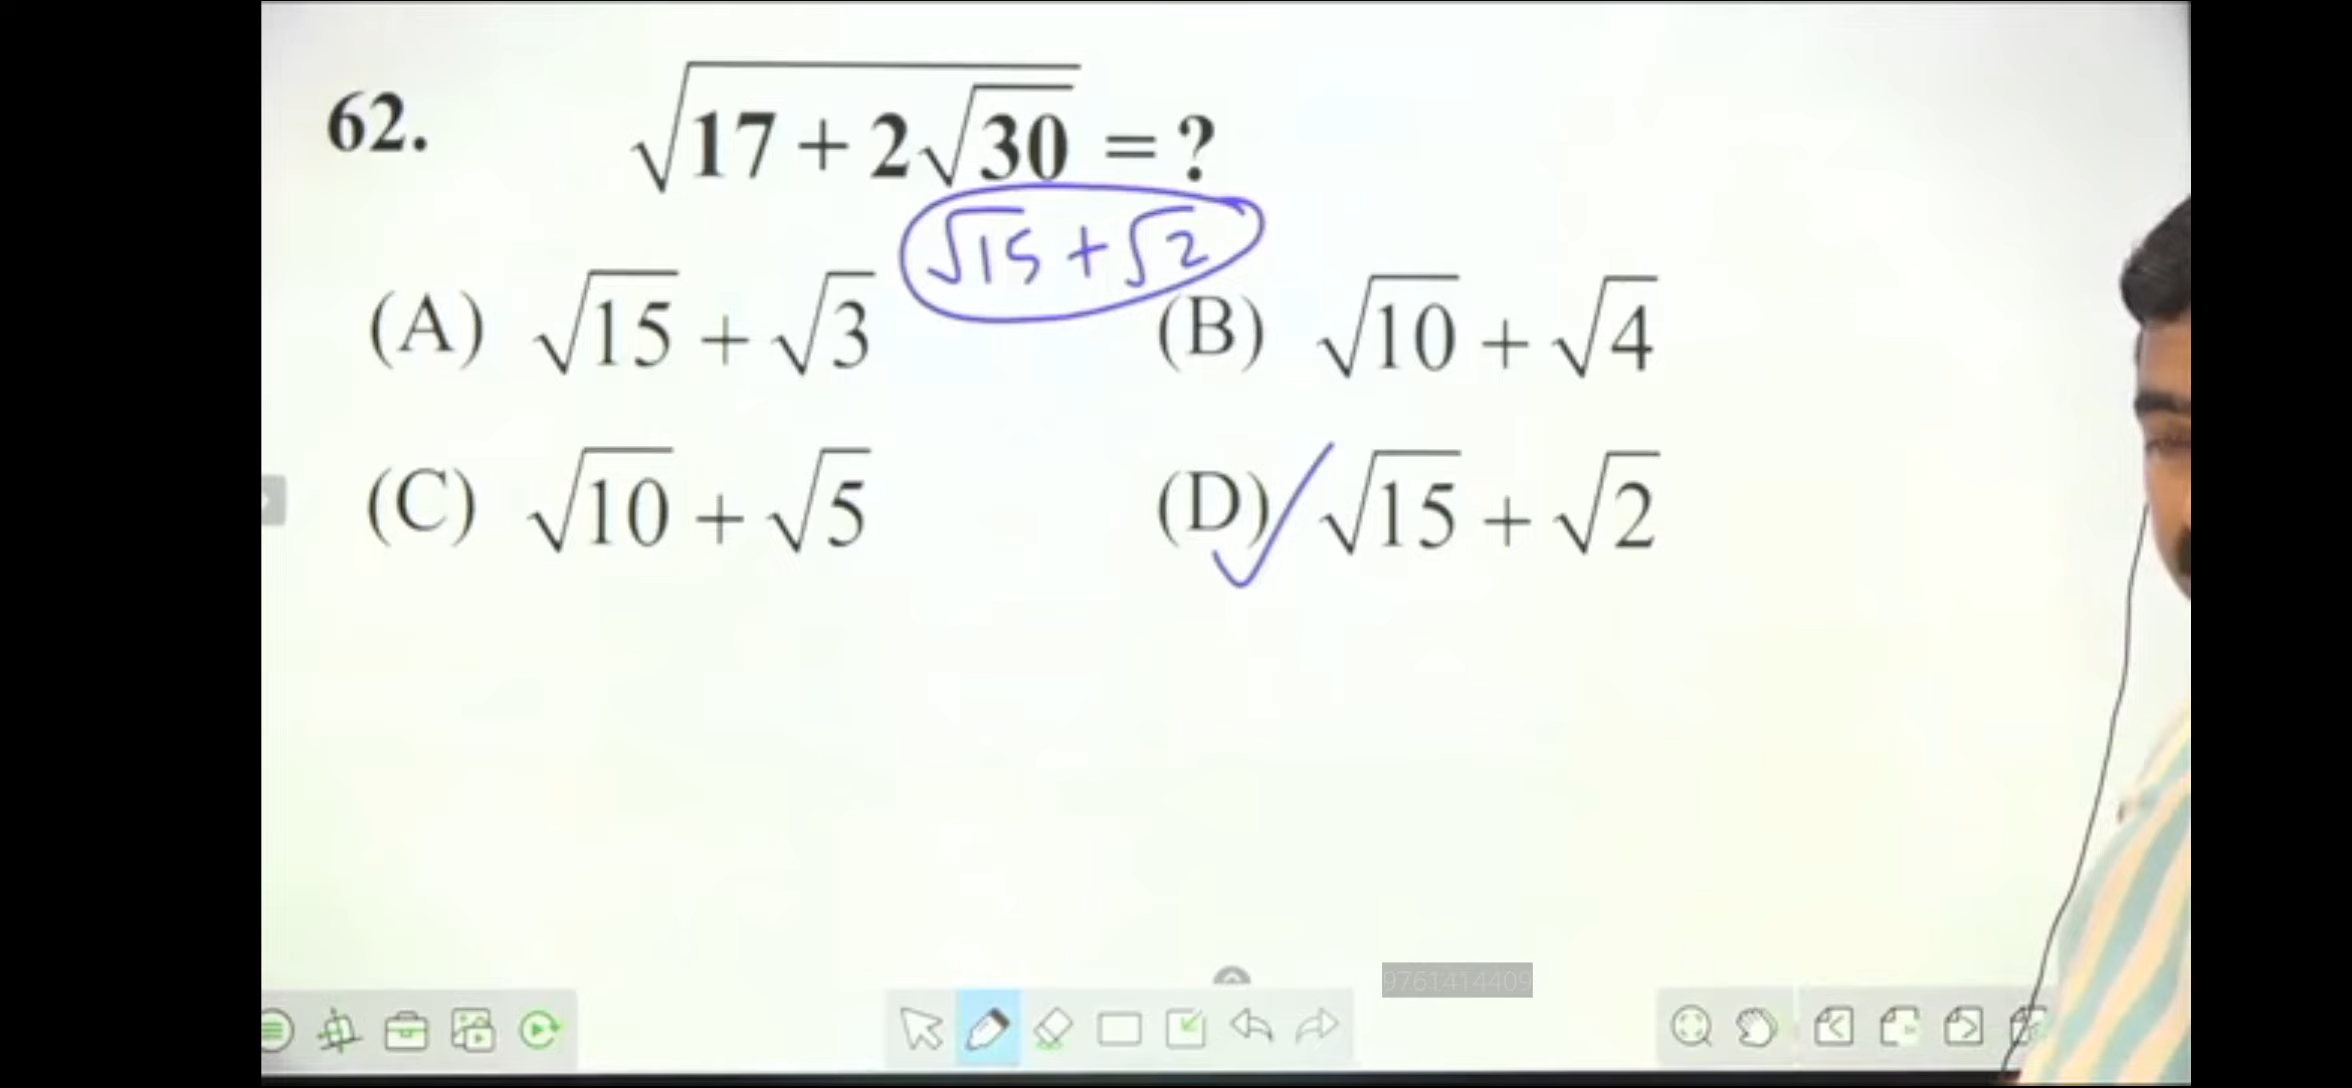 62. √(17 + 2√30) = ?
√15 + √2
(A) √15 + √3 (B) √10 + √4
(C) √10 + √5 (D) √15 + √2
9761414409